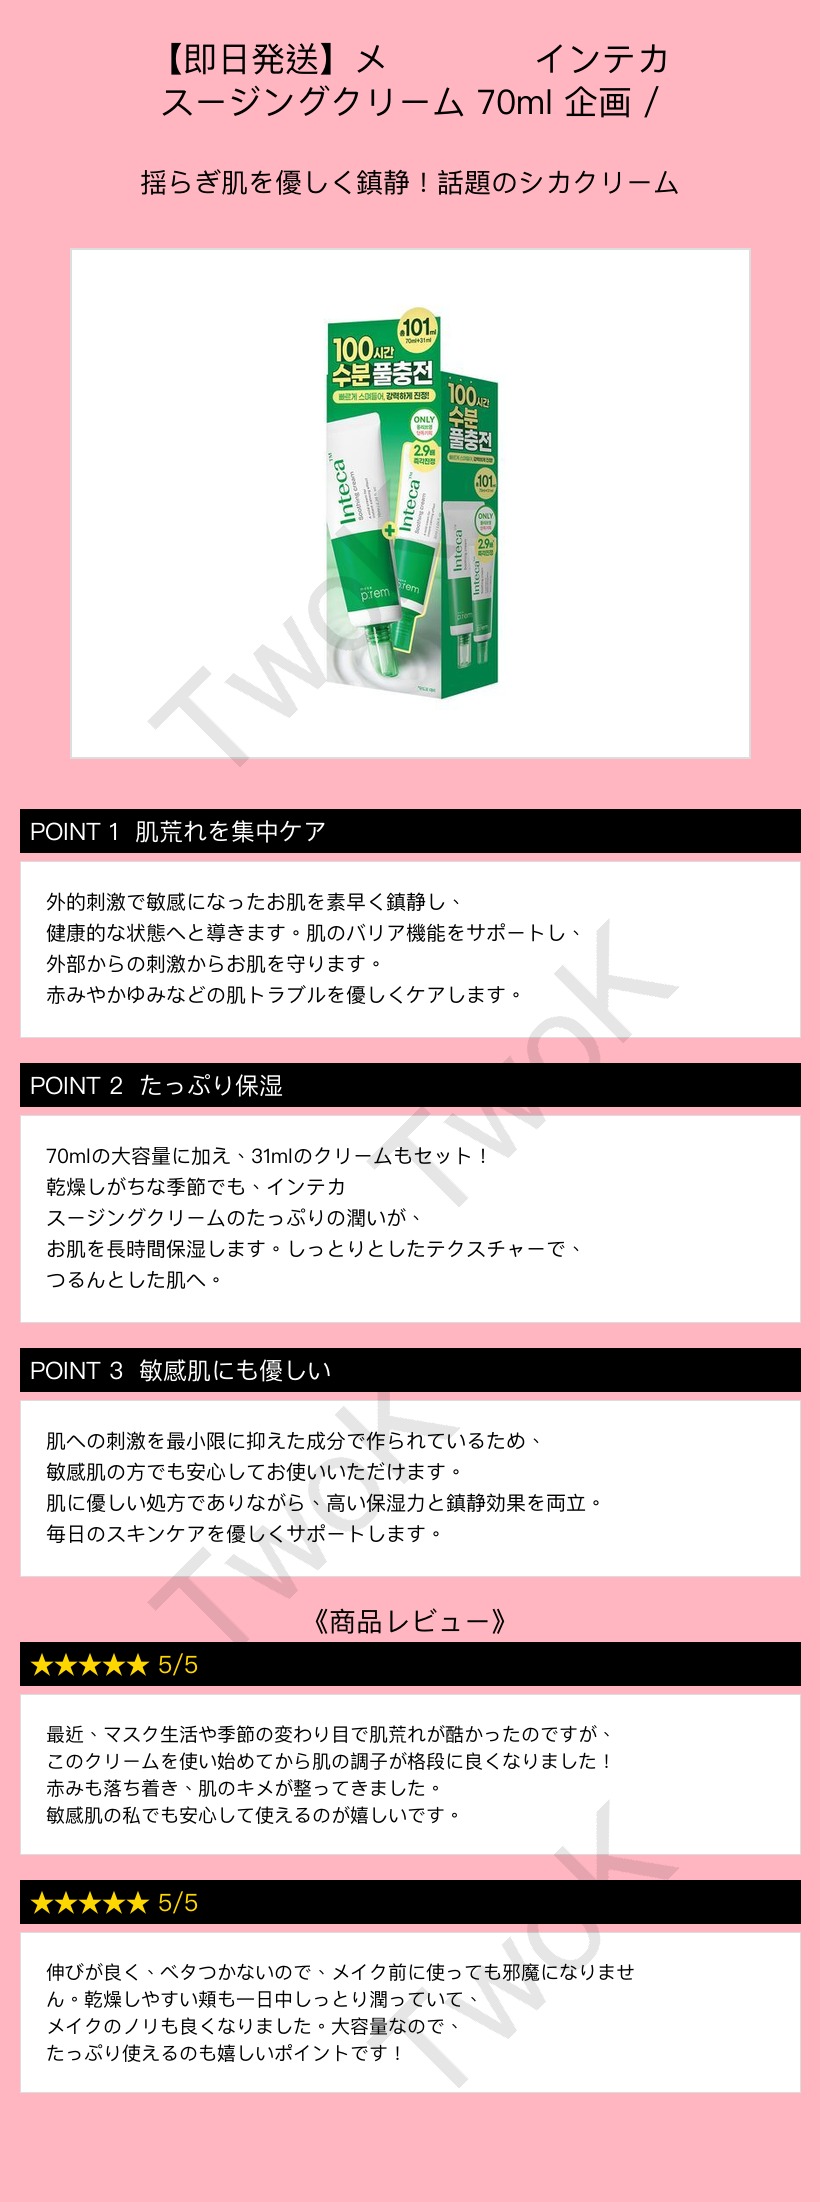 【即日発送】メ　　　　インテカ
スージングクリーム 70ml 企画 /
揺らぎ肌を優しく鎮静！話題のシカクリーム
총101ml
70ml+31ml
100시간
수분풀충전
빠르게 스며들어, 강력하게 진정!
ONLY
2.9배
즉각진정
Inteca™
Soothing cream
Inteca™
Soothing cream
p:rem
p:rem
100시간
수분
풀충전
총101ml
ONLY
2.9배
즉각진정
Inteca
Inteca
TwoK
POINT 1 肌荒れを集中ケア
外的刺激で敏感になったお肌を素早く鎮静し、
健康的な状態へと導きます。肌のバリア機能をサポートし、
外部からの刺激からお肌を守ります。
赤みやかゆみなどの肌トラブルを優しくケアします。
TwoK
POINT 2 たっぷり保湿
70mlの大容量に加え、31mlのクリームもセット！
乾燥しがちな季節でも、インテカ
スージングクリームのたっぷりの潤いが、
お肌を長時間保湿します。しっとりとしたテクスチャーで、
つるんとした肌へ。
POINT 3 敏感肌にも優しい
肌への刺激を最小限に抑えた成分で作られているため、
敏感肌の方でも安心してお使いいただけます。
肌に優しい処方でありながら、高い保湿力と鎮静効果を両立。
毎日のスキンケアを優しくサポートします。
TwoK
《商品レビュー》
★★★★★ 5/5
最近、マスク生活や季節の変わり目で肌荒れが酷かったのですが、
このクリームを使い始めてから肌の調子が格段に良くなりました！
赤みも落ち着き、肌のキメが整ってきました。
敏感肌の私でも安心して使えるのが嬉しいです。
★★★★★ 5/5
伸びが良く、ベタつかないので、メイク前に使っても邪魔になりませ
ん。乾燥しやすい頬も一日中しっとり潤っていて、
メイクのノリも良くなりました。大容量なので、
たっぷり使えるのも嬉しいポイントです！
TwoK